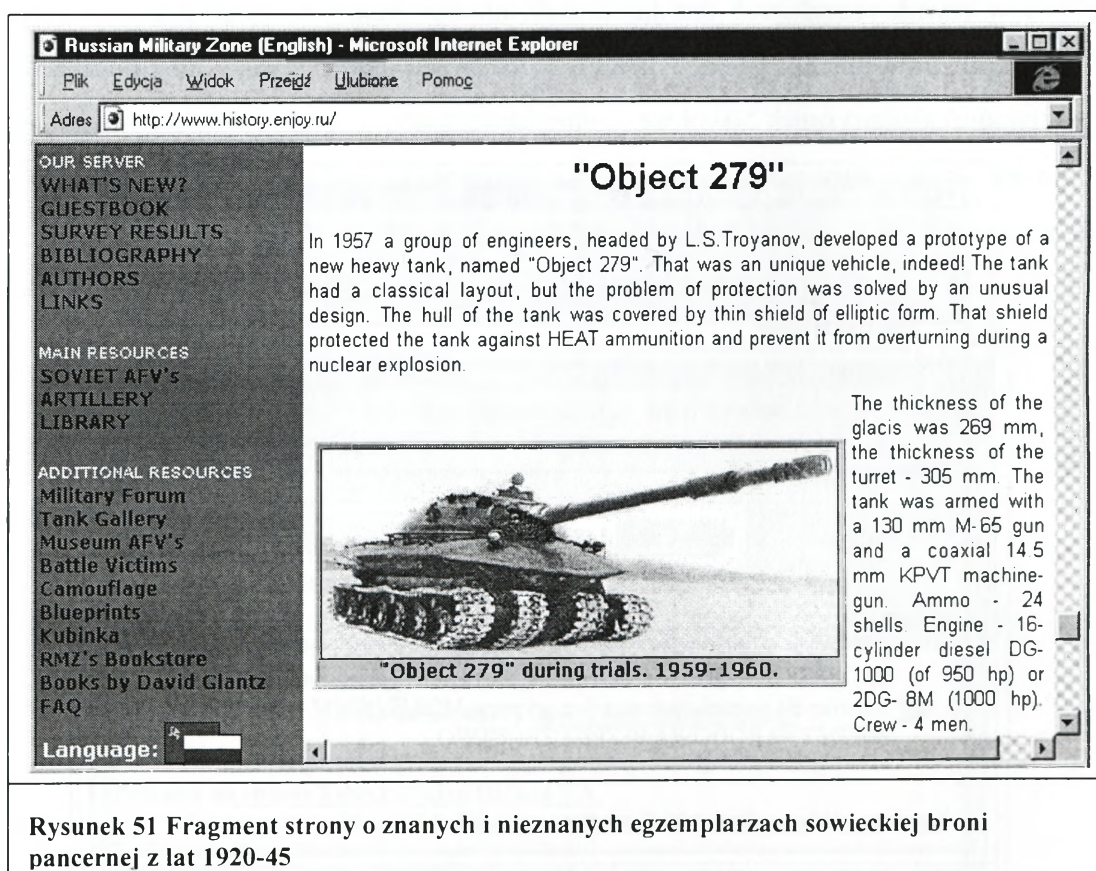 Russian Military Zone (English) - Microsoft Internet Explorer
Plik Edycja Widok Przejdź Ulubione Pomoc
Adres http://www.history.enjoy.ru/
OUR SERVER
WHAT'S NEW?
GUESTBOOK
SURVEY RESULTS
BIBLIOGRAPHY
AUTHORS
LINKS
MAIN RESOURCES
SOVIET AFV's
ARTILLERY
LIBRARY
ADDITIONAL RESOURCES
Military Forum
Tank Gallery
Museum AFV's
Battle Victims
Camouflage
Blueprints
Kubinka
RMZ's Bookstore
Books by David Glantz
FAQ
Language:
"Object 279"
In 1957 a group of engineers, headed by L.S.Troyanov, developed a prototype of a
new heavy tank, named "Object 279". That was an unique vehicle, indeed! The tank
had a classical layout, but the problem of protection was solved by an unusual
design. The hull of the tank was covered by thin shield of elliptic form. That shield
protected the tank against HEAT ammunition and prevent it from overturning during a
nuclear explosion.
The thickness of the
glacis was 269 mm,
the thickness of the
turret - 305 mm. The
tank was armed with
a 130 mm M-65 gun
and a coaxial 14.5
mm KPVT machine-
gun. Ammo - 24
shells. Engine - 16-
cylinder diesel DG-
1000 (of 950 hp) or
2DG-8M (1000 hp).
Crew - 4 men.
"Object 279" during trials. 1959-1960.
Rysunek 51 Fragment strony o znanych i nieznanych egzemplarzach sowieckiej broni
pancernej z lat 1920-45